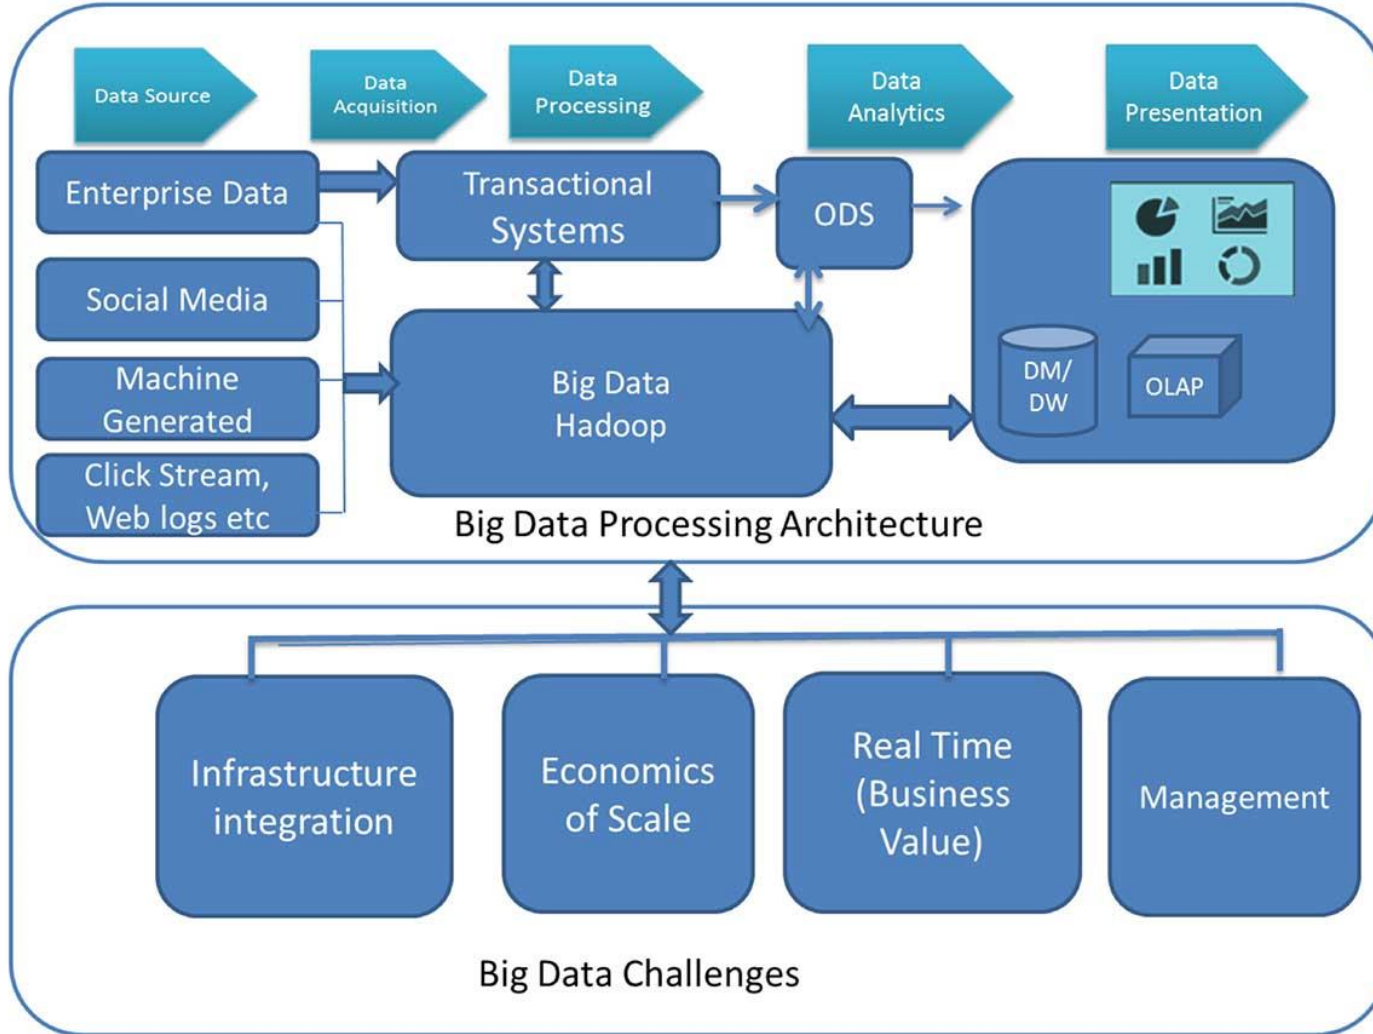 Data Source
Data
Acquisition
Data
Processing
Data
Analytics
Data
Presentation
Enterprise Data
Social Media
Machine
Generated
Click Stream,
Web logs etc
Transactional
Systems
ODS
Big Data
Hadoop
DM/
DW
OLAP
Big Data Processing Architecture
Infrastructure
integration
Economics
of Scale
Real Time
(Business
Value)
Management
Big Data Challenges